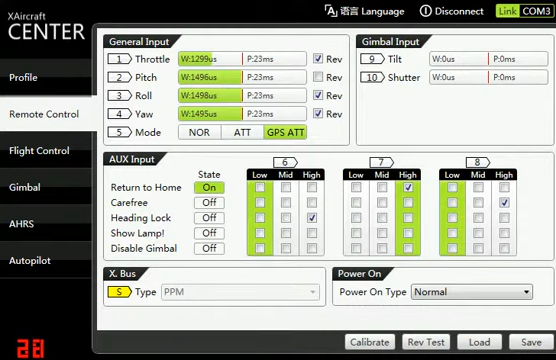 XAircraft
CENTER
语言 Language
Disconnect
Link COM3
Profile
Remote Control
Flight Control
Gimbal
AHRS
Autopilot
General Input
1 Throttle W:1299us P:23ms Rev
2 Pitch W:1496us P:23ms Rev
3 Roll W:1498us P:23ms Rev
4 Yaw W:1495us P:23ms Rev
5 Mode NOR ATT GPS ATT
Gimbal Input
9 Tilt W:0us P:0ms
10 Shutter W:0us P:0ms
AUX Input
6 7 8
State Low Mid High Low Mid High Low Mid High
Return to Home On
Carefree Off
Heading Lock Off
Show Lamp! Off
Disable Gimbal Off
X. Bus
S Type PPM
Power On
Power On Type Normal
Calibrate Rev Test Load Save